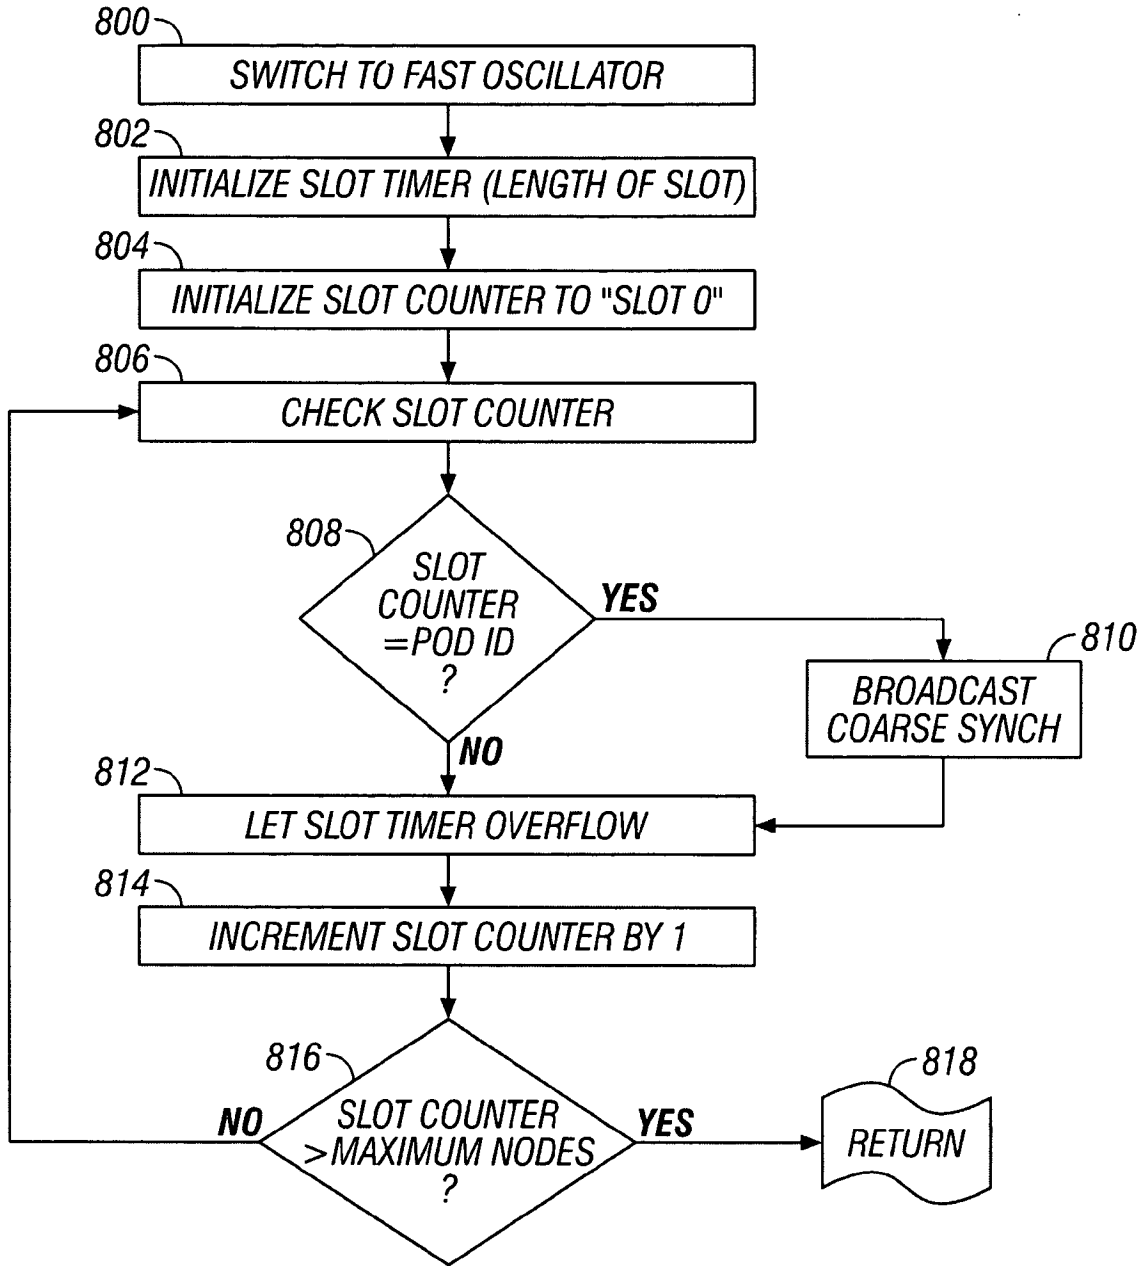 800
SWITCH TO FAST OSCILLATOR
802
INITIALIZE SLOT TIMER (LENGTH OF SLOT)
804
INITIALIZE SLOT COUNTER TO "SLOT 0"
806
CHECK SLOT COUNTER
808
SLOT
COUNTER
=POD ID
?
YES
810
BROADCAST
COARSE SYNCH
NO
812
LET SLOT TIMER OVERFLOW
814
INCREMENT SLOT COUNTER BY 1
816
SLOT COUNTER
>MAXIMUM NODES
?
NO
YES
818
RETURN